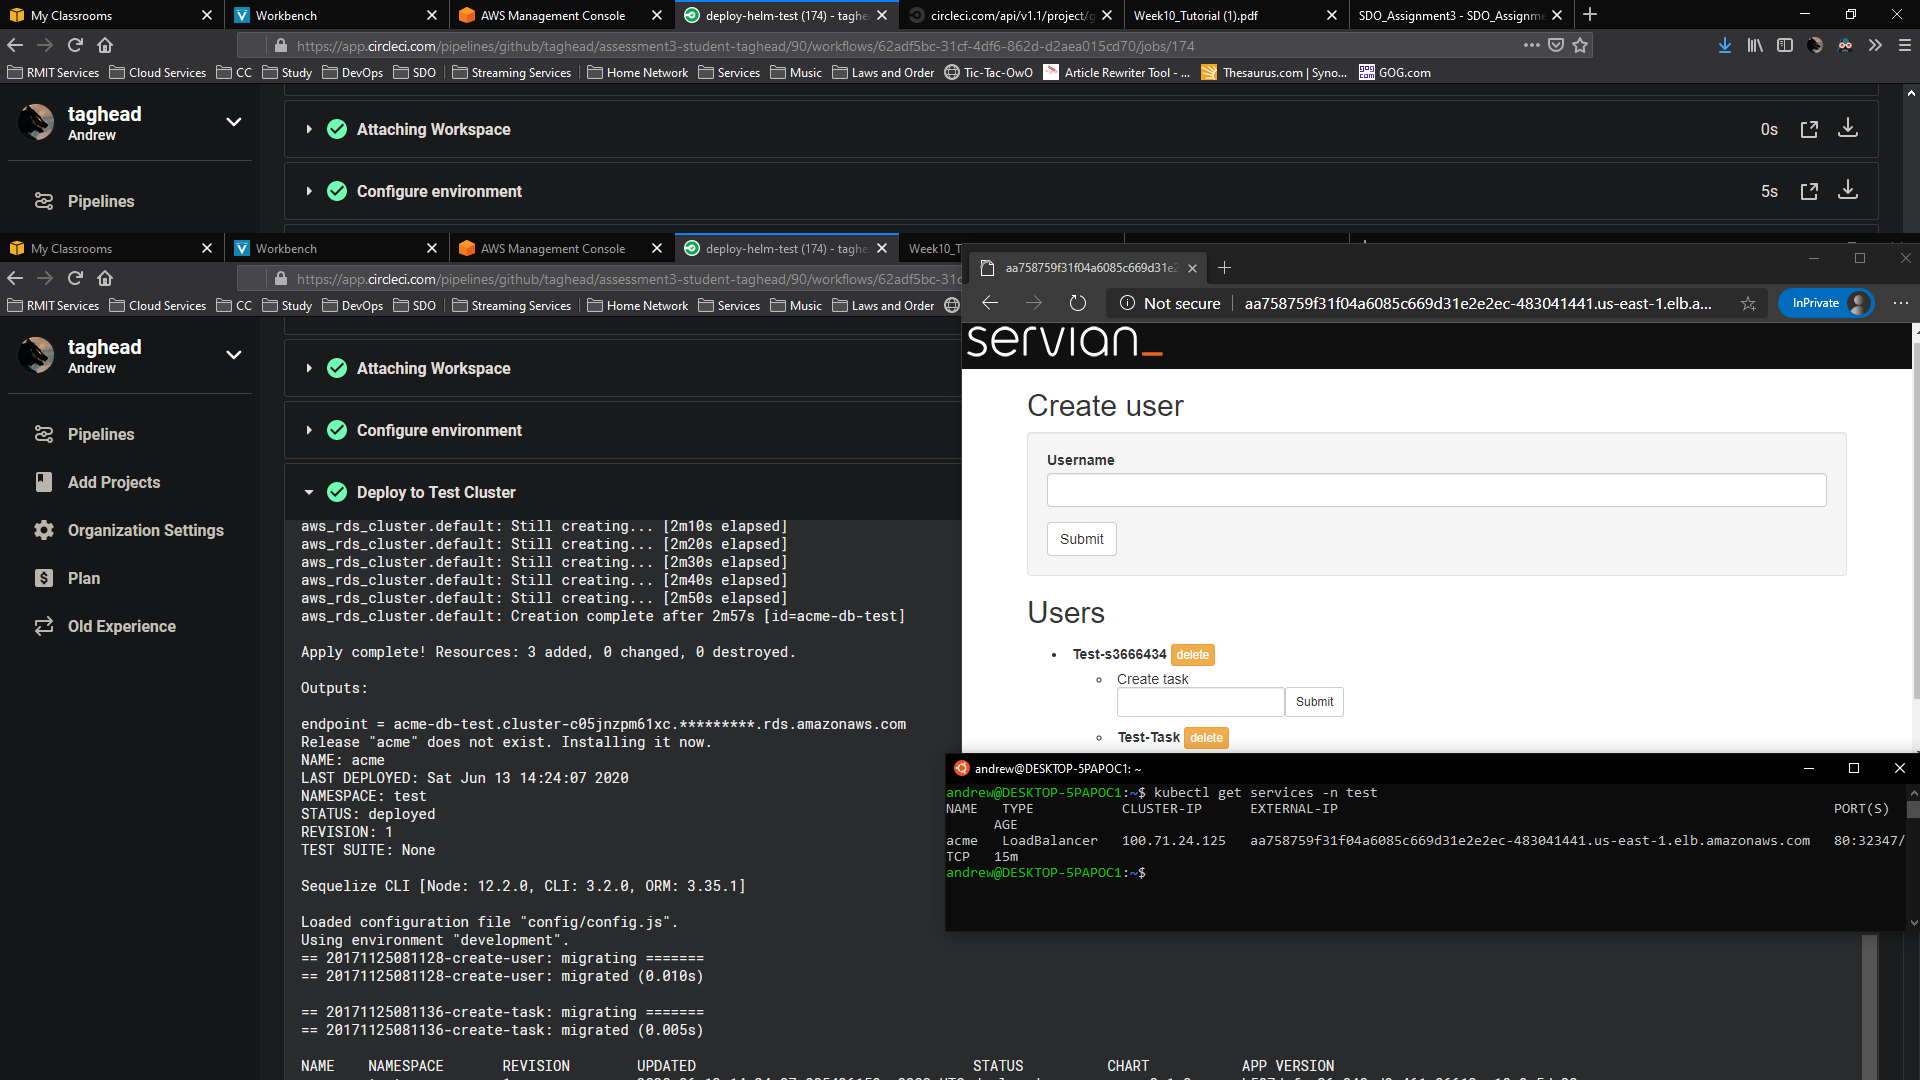 My Classrooms
Workbench
AWS Management Console
deploy-helm-test (174) - taghe
circleci.com/api/v1.1/project/g
Week10_Tutorial (1).pdf
SDO_Assignment3 - SDO_Assignme
https://app.circleci.com/pipelines/github/taghead/assessment3-student-taghead/90/workflows/62adf5bc-31cf-4df6-862d-d2aea015cd70/jobs/174
RMIT Services
Cloud Services
CC
Study
DevOps
SDO
Streaming Services
Home Network
Services
Music
Laws and Order
Tic-Tac-OwO
Article Rewriter Tool - ...
Thesaurus.com | Syno...
GOG.com
taghead
Andrew
Pipelines
Attaching Workspace
0s
Configure environment
5s
My Classrooms
Workbench
AWS Management Console
deploy-helm-test (174) - taghe
Week10_T
https://app.circleci.com/pipelines/github/taghead/assessment3-student-taghead/90/workflows/62adf5bc-31c
RMIT Services
Cloud Services
CC
Study
DevOps
SDO
Streaming Services
Home Network
Services
Music
Laws and Order
taghead
Andrew
Pipelines
Add Projects
Organization Settings
Plan
Old Experience
Attaching Workspace
Configure environment
Deploy to Test Cluster
aws_rds_cluster.default: Still creating... [2m10s elapsed]
aws_rds_cluster.default: Still creating... [2m20s elapsed]
aws_rds_cluster.default: Still creating... [2m30s elapsed]
aws_rds_cluster.default: Still creating... [2m40s elapsed]
aws_rds_cluster.default: Still creating... [2m50s elapsed]
aws_rds_cluster.default: Creation complete after 2m57s [id=acme-db-test]
Apply complete! Resources: 3 added, 0 changed, 0 destroyed.
Outputs:
endpoint = acme-db-test.cluster-c05jnzpm61xc.*********.rds.amazonaws.com
Release "acme" does not exist. Installing it now.
NAME: acme
LAST DEPLOYED: Sat Jun 13 14:24:07 2020
NAMESPACE: test
STATUS: deployed
REVISION: 1
TEST SUITE: None
Sequelize CLI [Node: 12.2.0, CLI: 3.2.0, ORM: 3.35.1]
Loaded configuration file "config/config.js".
Using environment "development".
== 20171125081128-create-user: migrating =======
== 20171125081128-create-user: migrated (0.010s)
== 20171125081136-create-task: migrating =======
== 20171125081136-create-task: migrated (0.005s)
NAME NAMESPACE REVISION UPDATED STATUS CHART APP VERSION
aa758759f31f04a6085c669d31e2
Not secure
aa758759f31f04a6085c669d31e2e2ec-483041441.us-east-1.elb.a...
InPrivate
servian_
Create user
Username
Submit
Users
Test-s3666434 delete
Create task
Submit
Test-Task delete
andrew@DESKTOP-5PAPOC1: ~
andrew@DESKTOP-5PAPOC1:~$ kubectl get services -n test
NAME TYPE CLUSTER-IP EXTERNAL-IP PORT(S)
AGE
acme LoadBalancer 100.71.24.125 aa758759f31f04a6085c669d31e2e2ec-483041441.us-east-1.elb.amazonaws.com 80:32347/
TCP 15m
andrew@DESKTOP-5PAPOC1:~$